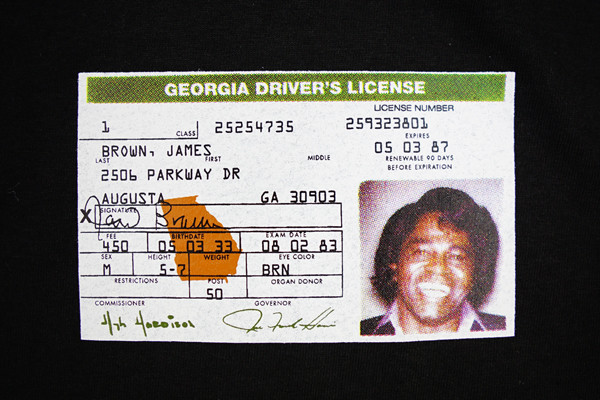 GEORGIA DRIVER'S LICENSE
LICENSE NUMBER
1 CLASS 25254735 259323801
EXPIRES
BROWN, JAMES 05 03 87
LAST FIRST MIDDLE RENEWABLE 90 DAYS
BEFORE EXPIRATION
2506 PARKWAY DR
AUGUSTA GA 30903
X SIGNATURE
FEE BIRTHDATE EXAM DATE
450 05 03 33 08 02 83
SEX HEIGHT WEIGHT EYE COLOR
M 5-7 BRN
RESTRICTIONS POST ORGAN DONOR
50
COMMISSIONER GOVERNOR